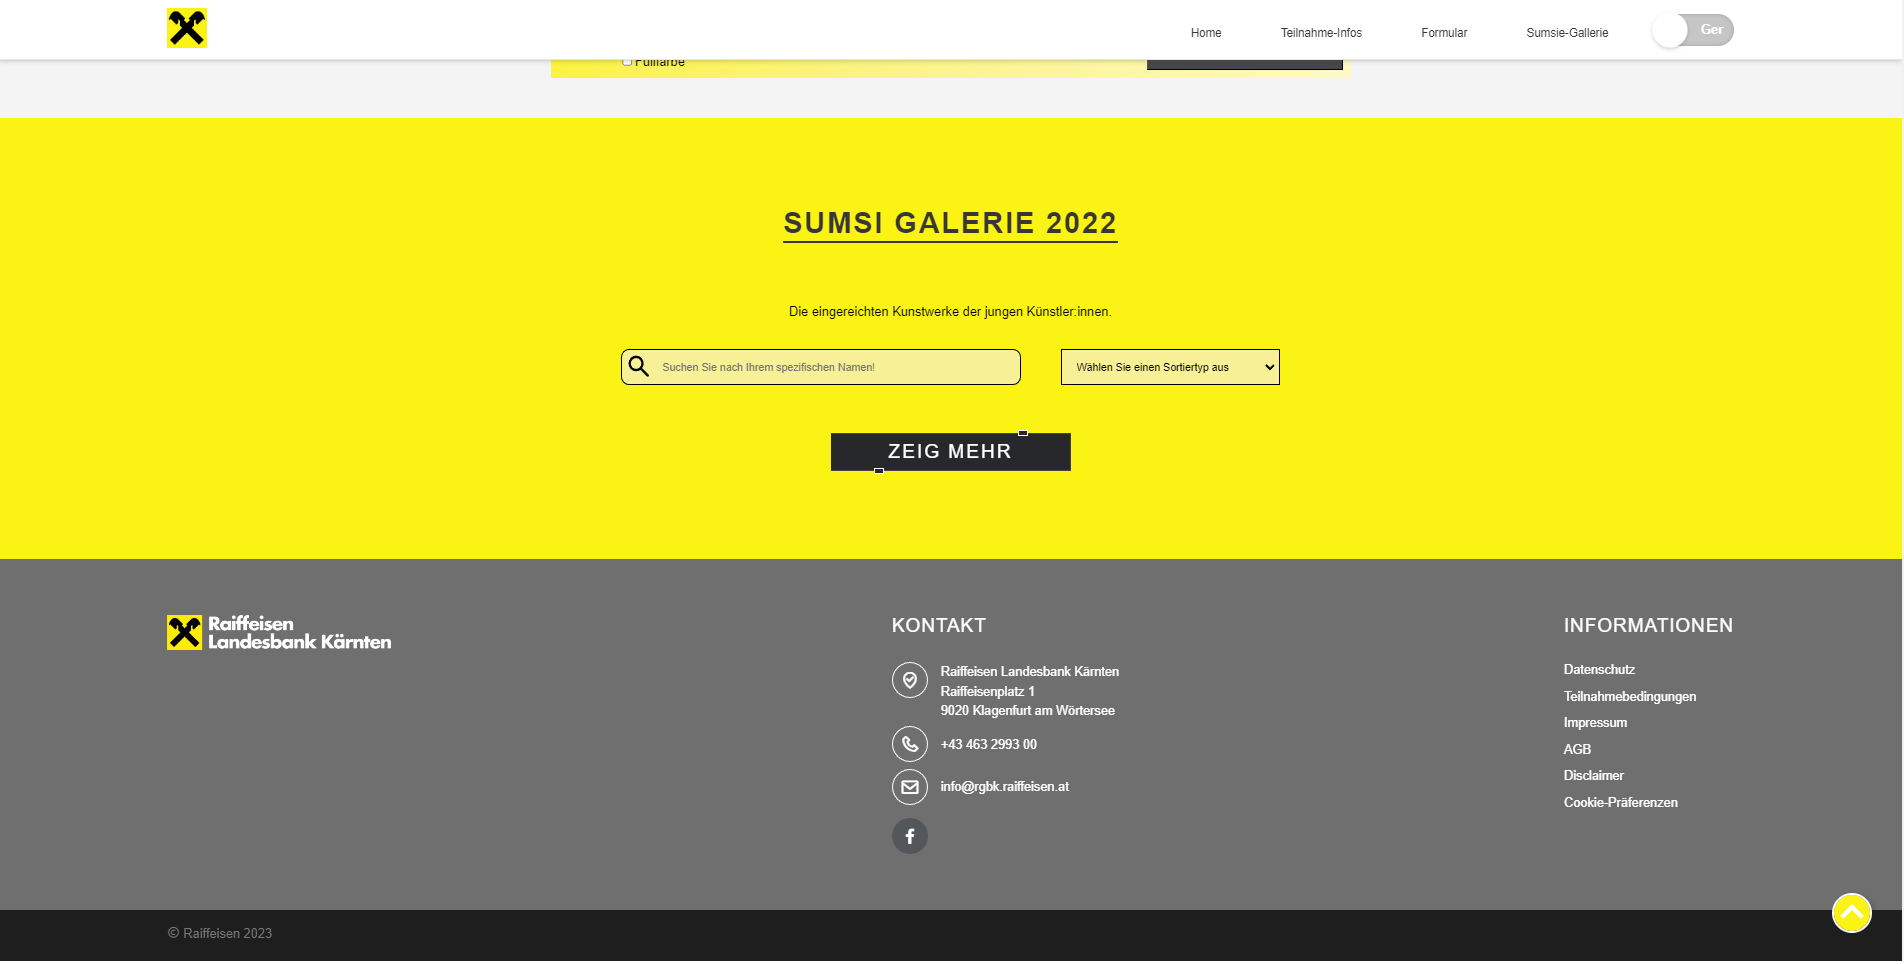 Home
Teilnahme-Infos
Formular
Sumsie-Gallerie
Ger
Fullfarbe
SUMSI GALERIE 2022
Die eingereichten Kunstwerke der jungen Künstler:innen.
Suchen Sie nach Ihrem spezifischen Namen!
Wählen Sie einen Sortiertyp aus
ZEIG MEHR
Raiffeisen
Landesbank Kärnten
KONTAKT
Raiffeisen Landesbank Kärnten
Raiffeisenplatz 1
9020 Klagenfurt am Wörtersee
+43 463 2993 00
info@rgbk.raiffeisen.at
INFORMATIONEN
Datenschutz
Teilnahmebedingungen
Impressum
AGB
Disclaimer
Cookie-Präferenzen
© Raiffeisen 2023